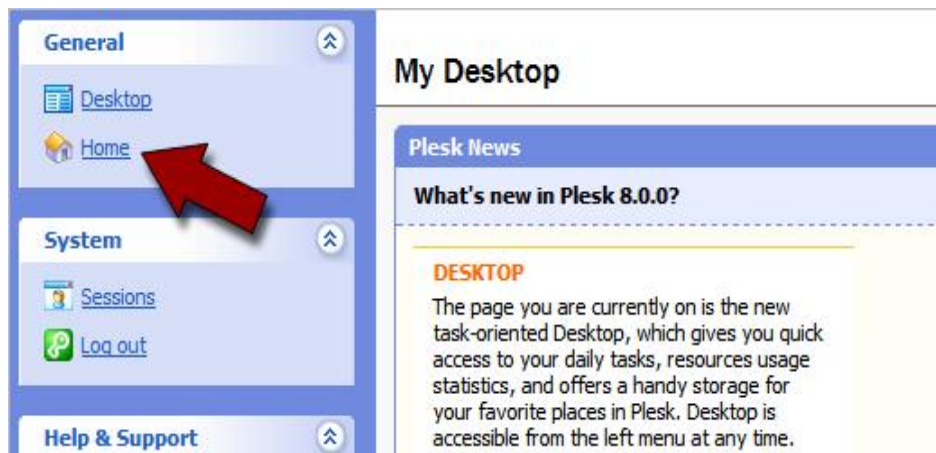 General
Desktop
Home
System
Sessions
Log out
Help & Support
My Desktop
Plesk News
What's new in Plesk 8.0.0?
DESKTOP
The page you are currently on is the new
task-oriented Desktop, which gives you quick
access to your daily tasks, resources usage
statistics, and offers a handy storage for
your favorite places in Plesk. Desktop is
accessible from the left menu at any time.